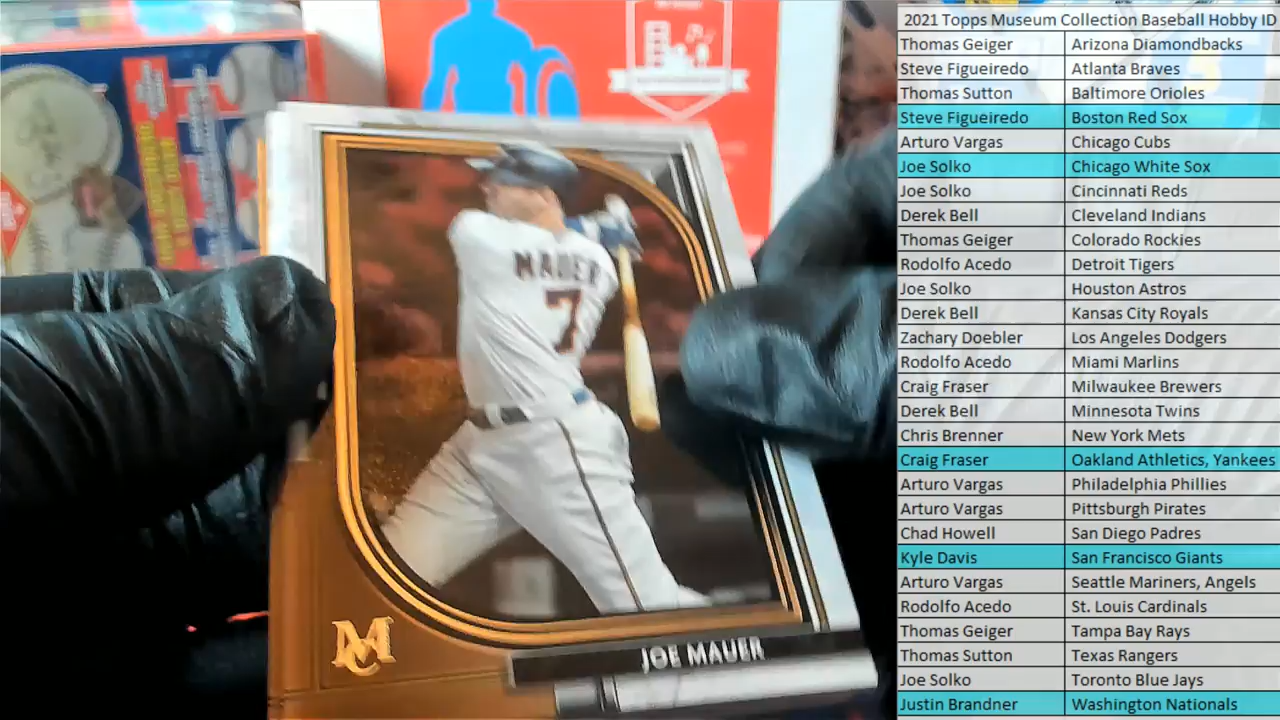 MAUER
7
MC
JOE MAUER
2021 Topps Museum Collection Baseball Hobby ID
Thomas Geiger Arizona Diamondbacks
Steve Figueiredo Atlanta Braves
Thomas Sutton Baltimore Orioles
Steve Figueiredo Boston Red Sox
Arturo Vargas Chicago Cubs
Joe Solko Chicago White Sox
Joe Solko Cincinnati Reds
Derek Bell Cleveland Indians
Thomas Geiger Colorado Rockies
Rodolfo Acedo Detroit Tigers
Joe Solko Houston Astros
Derek Bell Kansas City Royals
Zachary Doebler Los Angeles Dodgers
Rodolfo Acedo Miami Marlins
Craig Fraser Milwaukee Brewers
Derek Bell Minnesota Twins
Chris Brenner New York Mets
Craig Fraser Oakland Athletics, Yankees
Arturo Vargas Philadelphia Phillies
Arturo Vargas Pittsburgh Pirates
Chad Howell San Diego Padres
Kyle Davis San Francisco Giants
Arturo Vargas Seattle Mariners, Angels
Rodolfo Acedo St. Louis Cardinals
Thomas Geiger Tampa Bay Rays
Thomas Sutton Texas Rangers
Joe Solko Toronto Blue Jays
Justin Brandner Washington Nationals